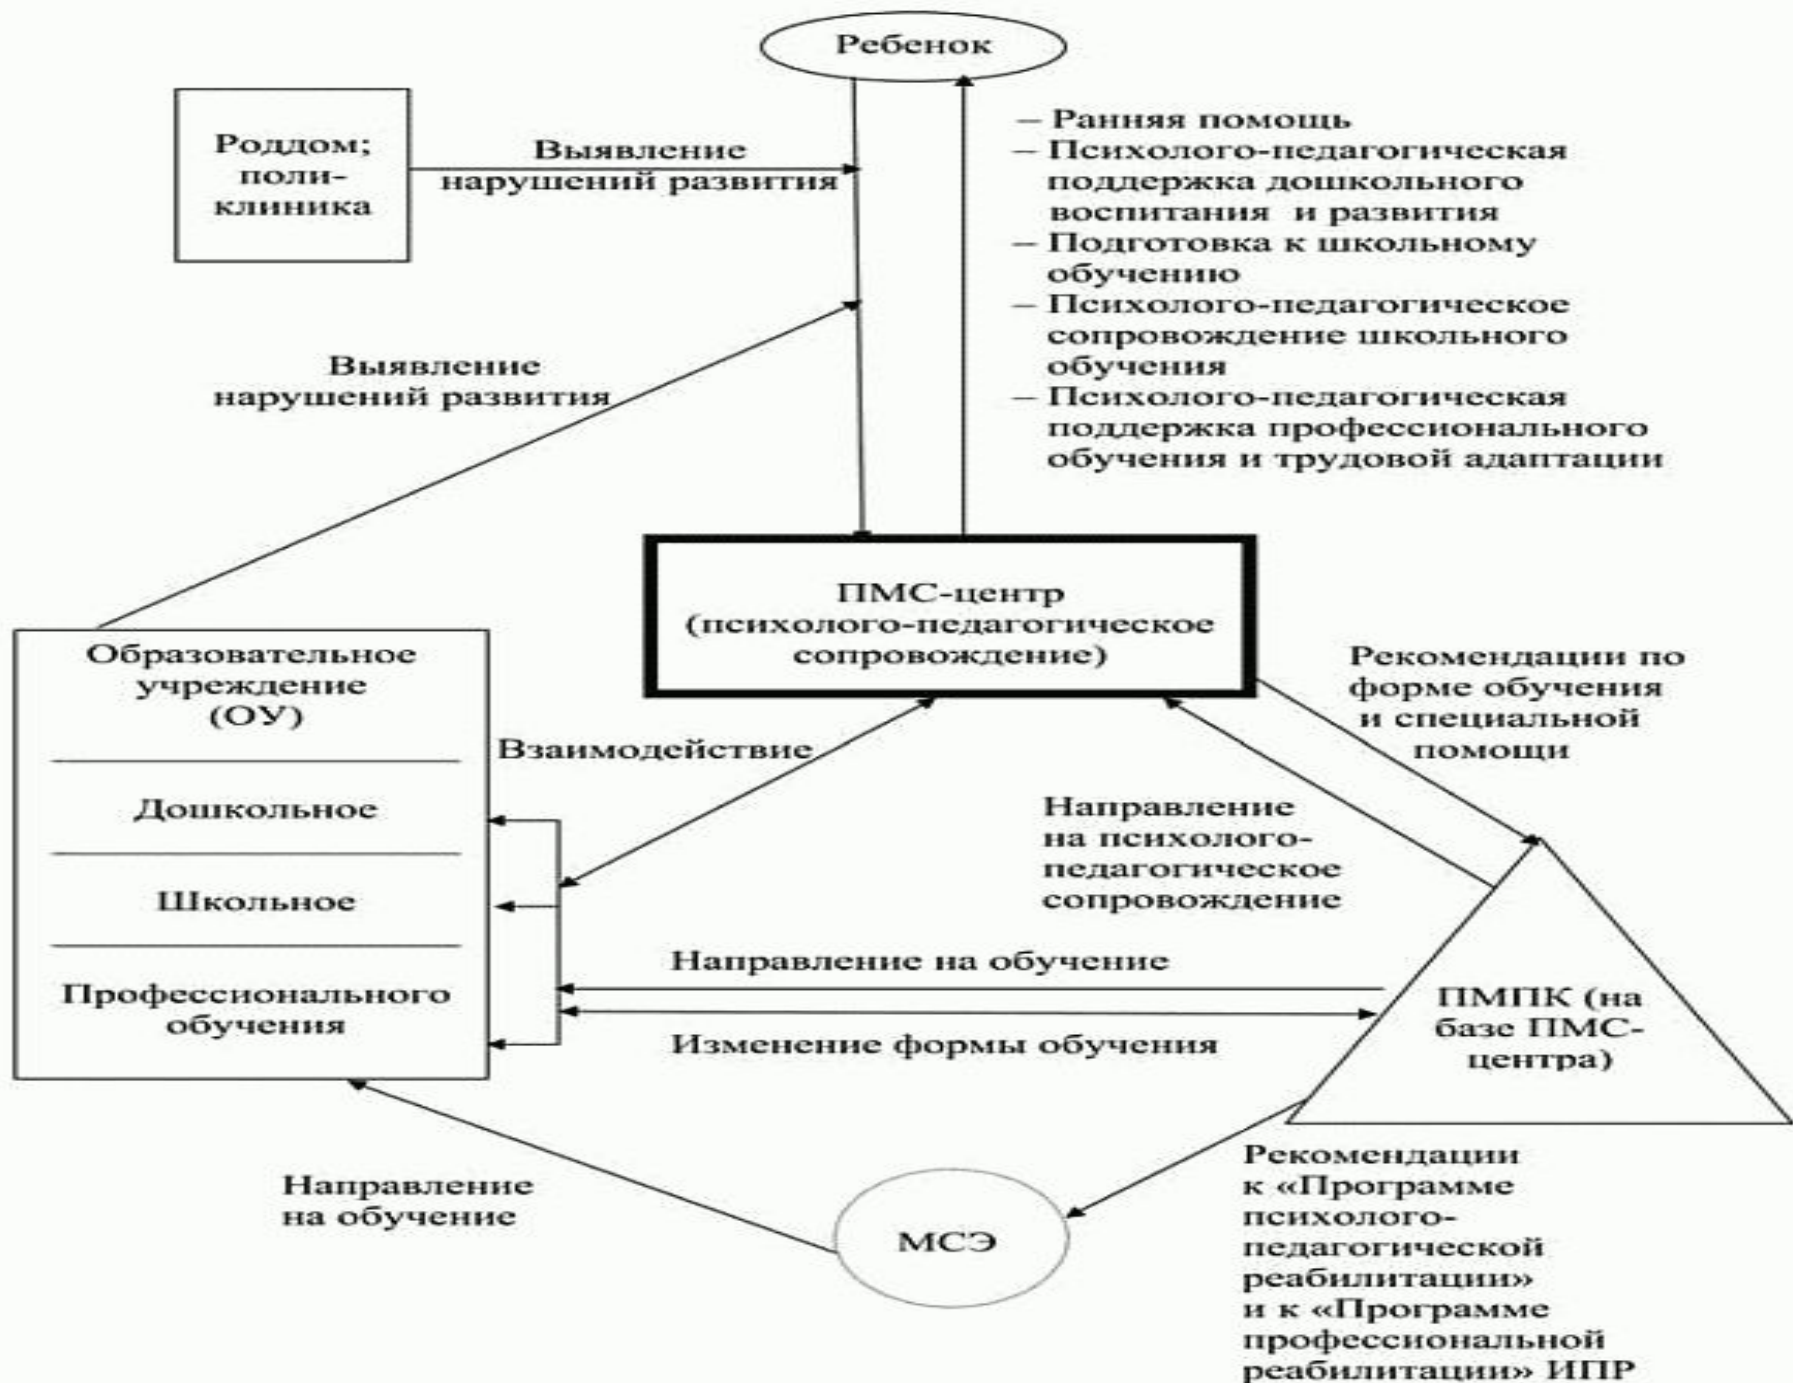 Ребенок
Роддом;
поли-
клиника
Выявление
нарушений развития
– Ранняя помощь
– Психолого-педагогическая
поддержка дошкольного
воспитания и развития
– Подготовка к школьному
обучению
– Психолого-педагогическое
сопровождение школьного
обучения
– Психолого-педагогическая
поддержка профессионального
обучения и трудовой адаптации
Выявление
нарушений развития
ПМС-центр
(психолого-педагогическое
сопровождение)
Образовательное
учреждение
(ОУ)
Дошкольное
Школьное
Профессионального
обучения
Взаимодействие
Рекомендации по
форме обучения
и специальной
помощи
Направление
на психолого-
педагогическое
сопровождение
Направление на обучение
Изменение формы обучения
ПМПК (на
базе ПМС-
центра)
Направление
на обучение
МСЭ
Рекомендации
к «Программе
психолого-
педагогической
реабилитации»
и к «Программе
профессиональной
реабилитации» ИПР